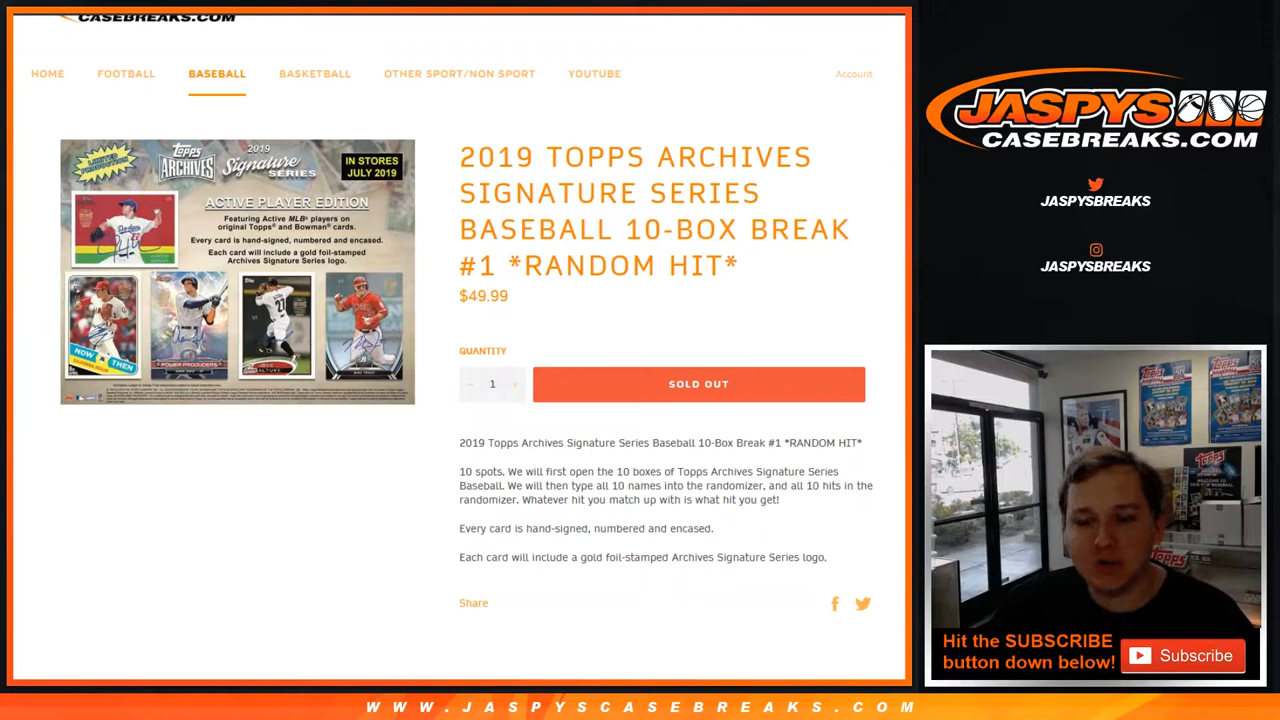 CASEBREAKS.COM
HOME
FOOTBALL
BASEBALL
BASKETBALL
OTHER SPORT/NON SPORT
YOUTUBE
Account
LIMITED
PRODUCTION
Topps
ARCHIVES
2019
Signature
SERIES
IN STORES
JULY 2019
ACTIVE PLAYER EDITION
Featuring Active MLB® players on
original Topps® and Bowman® cards.
Every card is hand-signed, numbered and encased.
Each card will include a gold foil-stamped
Archives Signature Series logo.
NOW
THEN
POWER PRODUCERS
2019 TOPPS ARCHIVES
SIGNATURE SERIES
BASEBALL 10-BOX BREAK
#1 *RANDOM HIT*
$49.99
QUANTITY
- 1 +
SOLD OUT
2019 Topps Archives Signature Series Baseball 10-Box Break #1 *RANDOM HIT*
10 spots. We will first open the 10 boxes of Topps Archives Signature Series
Baseball. We will then type all 10 names into the randomizer, and all 10 hits in the
randomizer. Whatever hit you match up with is what hit you get!
Every card is hand-signed, numbered and encased.
Each card will include a gold foil-stamped Archives Signature Series logo.
Share
JASPYS
CASEBREAKS.COM
JASPYSBREAKS
JASPYSBREAKS
TOPPS
TOPPS
Hit the SUBSCRIBE
button down below!
Subscribe
WWW.JASPYSCASEBREAKS.COM